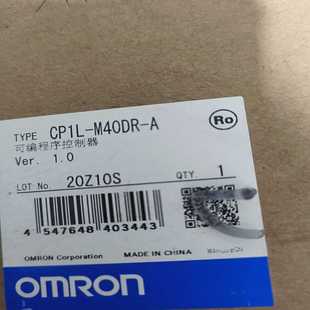 TYPE CP1L-M40DR-A
Ro
可编程序控制器
Ver. 1.0
LOT No. 20Z10S QTY. 1
4 547648 403443
OMRON Corporation MADE IN CHINA
OMRON